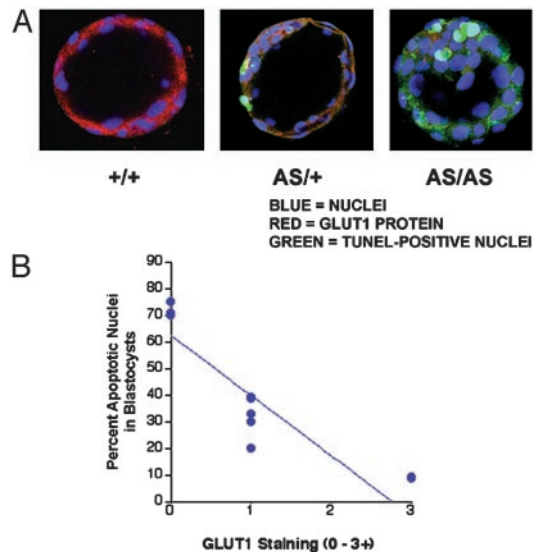 A
+/+ AS/+ AS/AS
BLUE = NUCLEI
RED = GLUT1 PROTEIN
GREEN = TUNEL-POSITIVE NUCLEI
B
Percent Apoptotic Nuclei
in Blastocysts
90
80
70
60
50
40
30
20
10
0
0 1 2 3
GLUT1 Staining (0 - 3+)